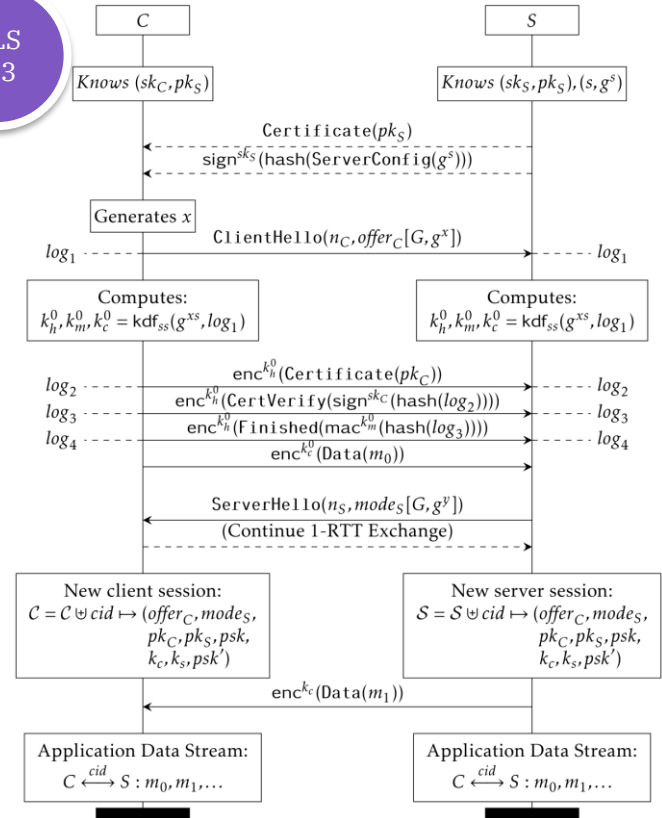 LS
3
C
S
Knows (sk_C, pk_S)
Knows (sk_S, pk_S), (s, g^s)
Certificate(pk_S)
sign^{sk_S}(hash(ServerConfig(g^s)))
Generates x
ClientHello(n_C, offer_C[G, g^x])
log_1
log_1
Computes:
k_h^0, k_m^0, k_c^0 = kdf_{ss}(g^{xs}, log_1)
Computes:
k_h^0, k_m^0, k_c^0 = kdf_{ss}(g^{xs}, log_1)
enc^{k_h^0}(Certificate(pk_C))
log_2
log_2
enc^{k_h^0}(CertVerify(sign^{sk_C}(hash(log_2))))
log_3
log_3
enc^{k_h^0}(Finished(mac^{k_m^0}(hash(log_3))))
log_4
log_4
enc^{k_c^0}(Data(m_0))
ServerHello(n_S, mode_S[G, g^y])
(Continue 1-RTT Exchange)
New client session:
C = C ⊎ cid ↦ (offer_C, mode_S,
pk_C, pk_S, psk,
k_c, k_s, psk′)
New server session:
S = S ⊎ cid ↦ (offer_C, mode_S,
pk_C, pk_S, psk,
k_c, k_s, psk′)
enc^{k_c}(Data(m_1))
Application Data Stream:
C ⟷^{cid} S : m_0, m_1, …
Application Data Stream:
C ⟷^{cid} S : m_0, m_1, …